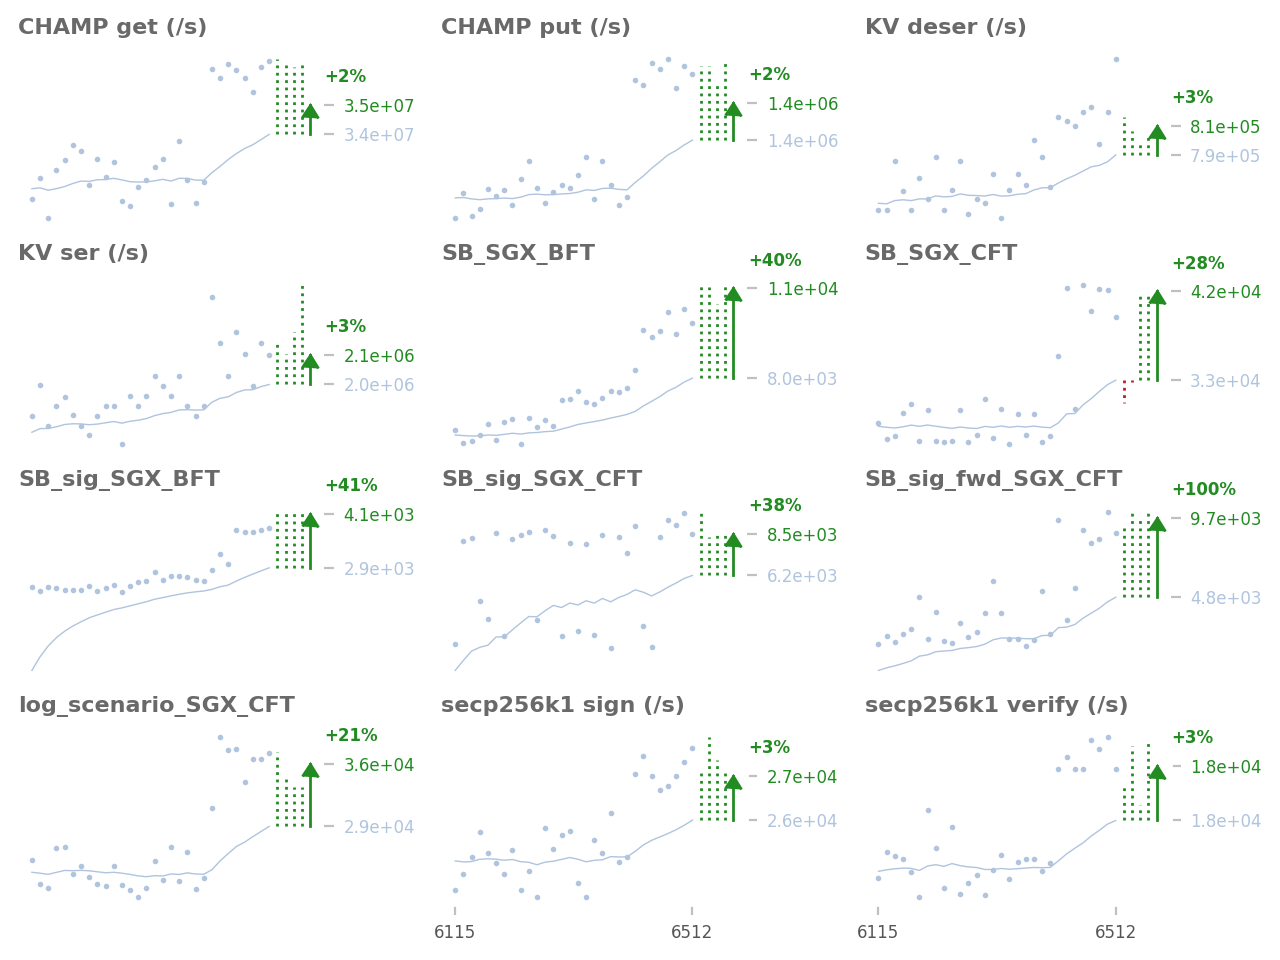 CHAMP get (/s)
+2%
3.5e+07
3.4e+07
CHAMP put (/s)
+2%
1.4e+06
1.4e+06
KV deser (/s)
+3%
8.1e+05
7.9e+05
KV ser (/s)
+3%
2.1e+06
2.0e+06
SB_SGX_BFT
+40%
1.1e+04
8.0e+03
SB_SGX_CFT
+28%
4.2e+04
3.3e+04
SB_sig_SGX_BFT
+41%
4.1e+03
2.9e+03
SB_sig_SGX_CFT
+38%
8.5e+03
6.2e+03
SB_sig_fwd_SGX_CFT
+100%
9.7e+03
4.8e+03
log_scenario_SGX_CFT
+21%
3.6e+04
2.9e+04
secp256k1 sign (/s)
+3%
2.7e+04
2.6e+04
6115 6512
secp256k1 verify (/s)
+3%
1.8e+04
1.8e+04
6115 6512